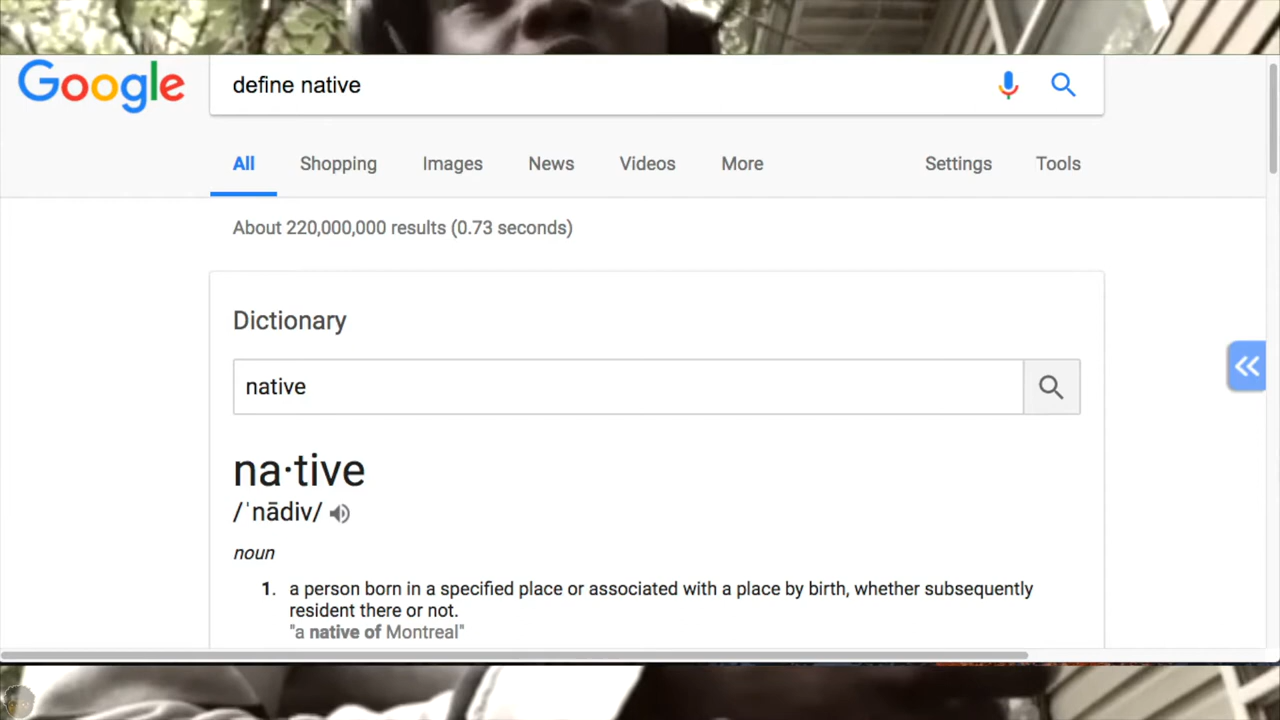 Google
define native
All Shopping Images News Videos More Settings Tools
About 220,000,000 results (0.73 seconds)
Dictionary
native
na·tive
/ˈnādiv/
noun
1. a person born in a specified place or associated with a place by birth, whether subsequently
resident there or not.
"a native of Montreal"